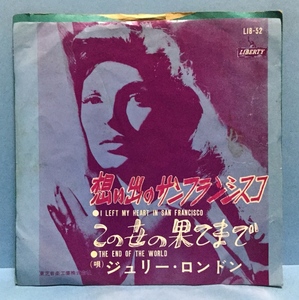 LIBERTY
LIB-52
想い出のサンフランシスコ
●I LEFT MY HEART IN SAN FRANCISCO
この世の果てまで
●THE END OF THE WORLD
(唄)ジュリー・ロンドン